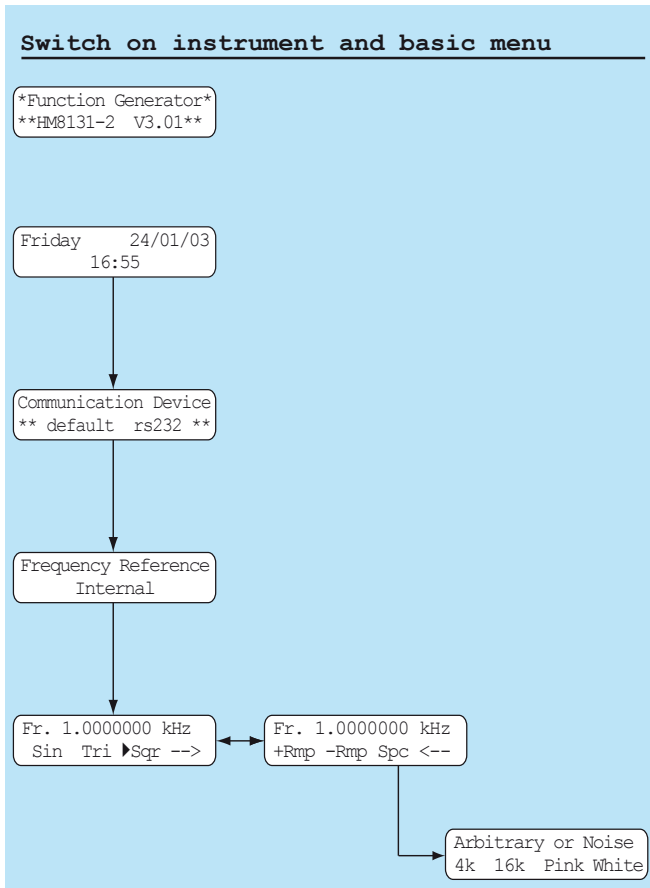 Switch on instrument and basic menu
*Function Generator*
**HM8131-2 V3.01**
Friday 24/01/03
16:55
Communication Device
** default rs232 **
Frequency Reference
Internal
Fr. 1.0000000 kHz
Sin Tri ▶Sqr -->
Fr. 1.0000000 kHz
+Rmp -Rmp Spc <--
Arbitrary or Noise
4k 16k Pink White